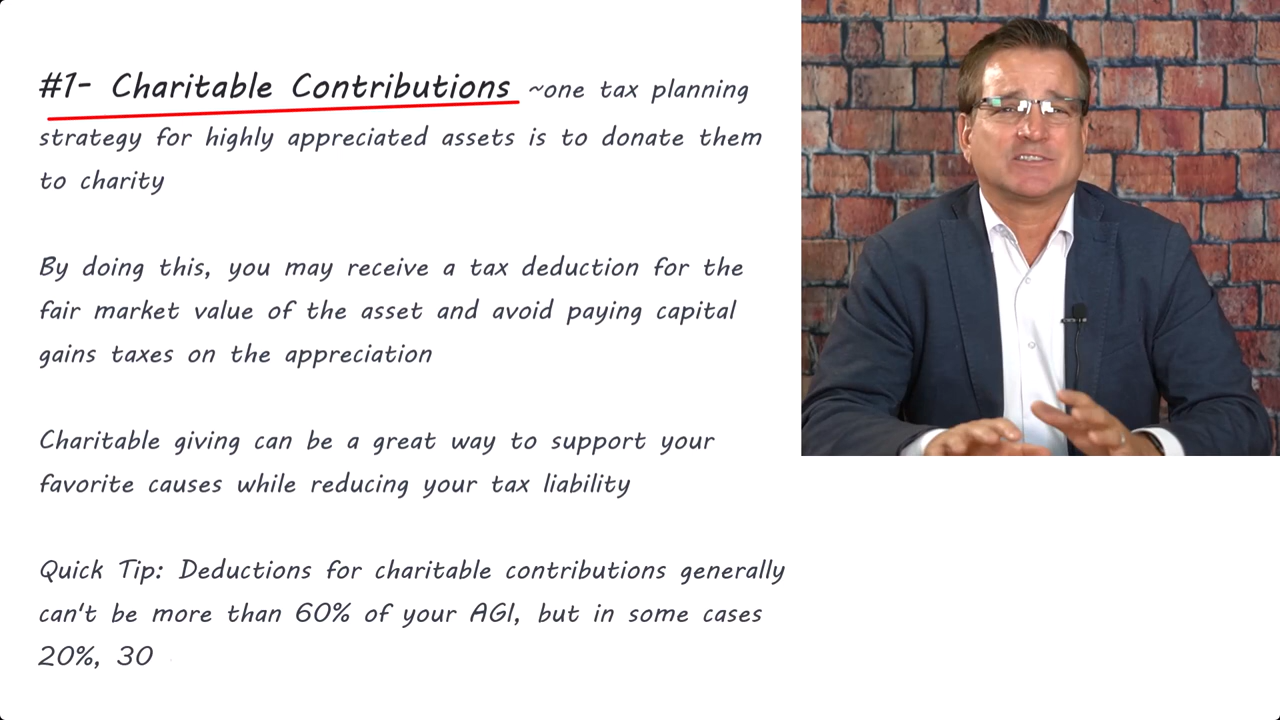 #1- Charitable Contributions ~one tax planning
strategy for highly appreciated assets is to donate them
to charity
By doing this, you may receive a tax deduction for the
fair market value of the asset and avoid paying capital
gains taxes on the appreciation
Charitable giving can be a great way to support your
favorite causes while reducing your tax liability
Quick Tip: Deductions for charitable contributions generally
can't be more than 60% of your AGI, but in some cases
20%, 30